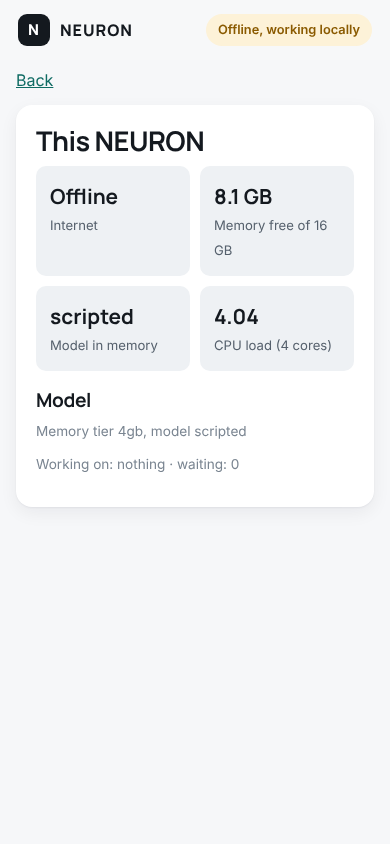 N NEURON Offline, working locally
Back
This NEURON
Offline
Internet
8.1 GB
Memory free of 16
GB
scripted
Model in memory
4.04
CPU load (4 cores)
Model
Memory tier 4gb, model scripted
Working on: nothing · waiting: 0